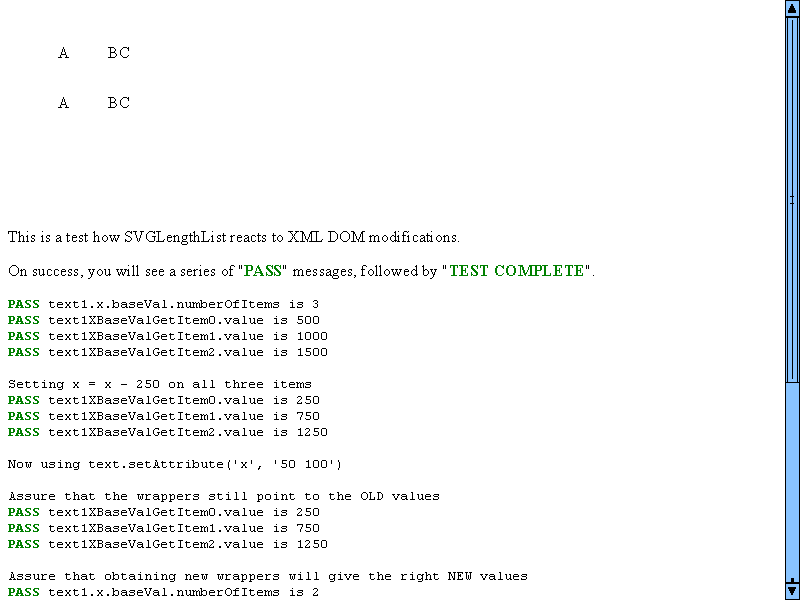 A BC
A BC
This is a test how SVGLengthList reacts to XML DOM modifications.
On success, you will see a series of "PASS" messages, followed by "TEST COMPLETE".
PASS text1.x.baseVal.numberOfItems is 3
PASS text1XBaseValGetItem0.value is 500
PASS text1XBaseValGetItem1.value is 1000
PASS text1XBaseValGetItem2.value is 1500
Setting x = x - 250 on all three items
PASS text1XBaseValGetItem0.value is 250
PASS text1XBaseValGetItem1.value is 750
PASS text1XBaseValGetItem2.value is 1250
Now using text.setAttribute('x', '50 100')
Assure that the wrappers still point to the OLD values
PASS text1XBaseValGetItem0.value is 250
PASS text1XBaseValGetItem1.value is 750
PASS text1XBaseValGetItem2.value is 1250
Assure that obtaining new wrappers will give the right NEW values
PASS text1.x.baseVal.numberOfItems is 2